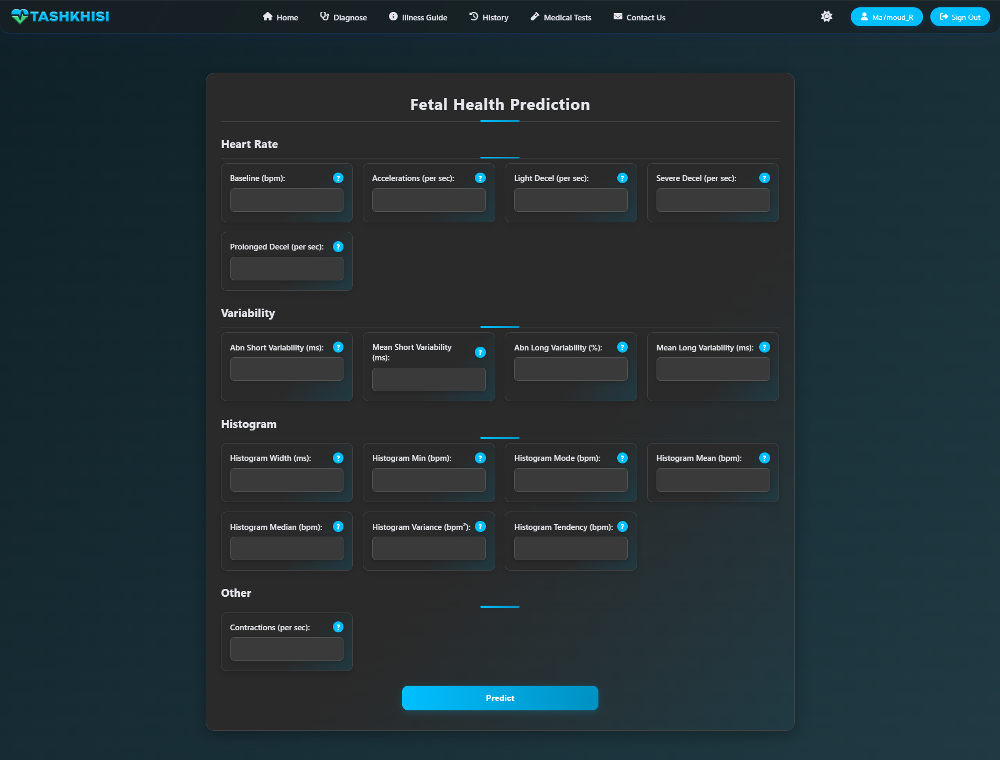 TASHKHISI
Home
Diagnose
Illness Guide
History
Medical Tests
Contact Us
Ma7moud_R
Sign Out
Fetal Health Prediction
Heart Rate
Baseline (bpm):
?
Accelerations (per sec):
?
Light Decel (per sec):
?
Severe Decel (per sec):
?
Prolonged Decel (per sec):
?
Variability
Abn Short Variability (ms):
?
Mean Short Variability
(ms):
?
Abn Long Variability (%):
?
Mean Long Variability (ms):
?
Histogram
Histogram Width (ms):
?
Histogram Min (bpm):
?
Histogram Mode (bpm):
?
Histogram Mean (bpm):
?
Histogram Median (bpm):
?
Histogram Variance (bpm²):
?
Histogram Tendency (bpm):
?
Other
Contractions (per sec):
?
Predict